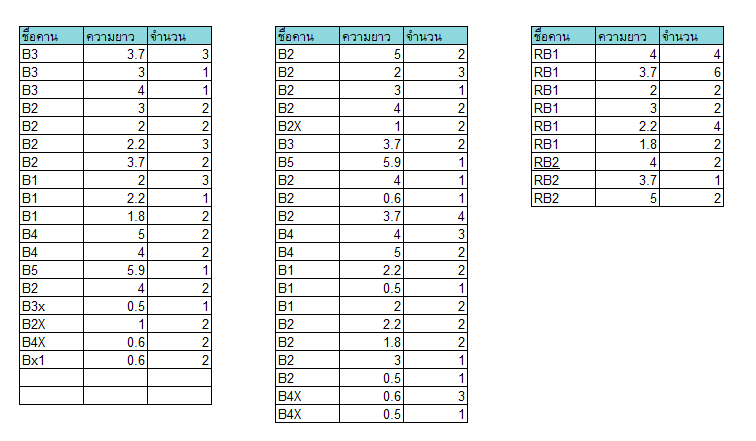 ชื่อคาน ความยาว จำนวน
B3 3.7 3
B3 3 1
B3 4 1
B2 3 2
B2 2 2
B2 2.2 3
B2 3.7 2
B1 2 3
B1 2.2 1
B1 1.8 2
B4 5 2
B4 4 2
B5 5.9 1
B2 4 2
B3x 0.5 1
B2X 1 2
B4X 0.6 2
Bx1 0.6 2
ชื่อคาน ความยาว จำนวน
B2 5 2
B2 2 3
B2 3 1
B2 4 2
B2X 1 2
B3 3.7 2
B5 5.9 1
B2 4 1
B2 0.6 1
B2 3.7 4
B4 4 3
B4 5 2
B1 2.2 2
B1 0.5 1
B1 2 2
B2 2.2 2
B2 1.8 2
B2 3 1
B2 0.5 1
B4X 0.6 3
B4X 0.5 1
ชื่อคาน ความยาว จำนวน
RB1 4 4
RB1 3.7 6
RB1 2 2
RB1 3 2
RB1 2.2 4
RB1 1.8 2
RB2 4 2
RB2 3.7 1
RB2 5 2